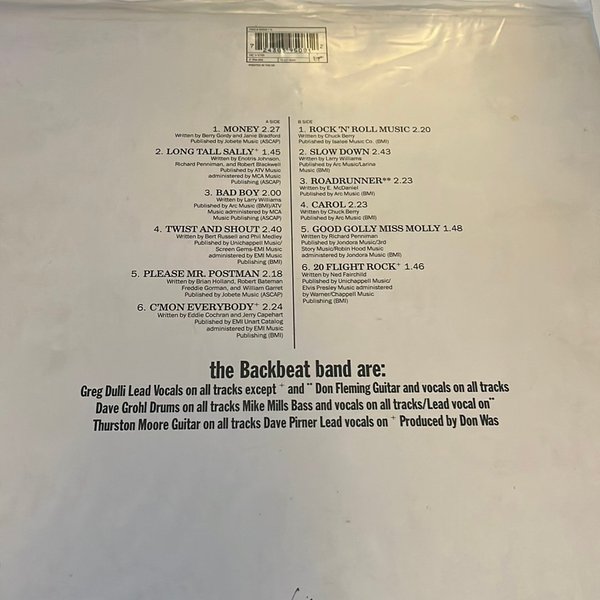 A SIDE
1. MONEY 2.27
Written by Berry Gordy and Janie Bradford
Published by Jobete Music (ASCAP)
2. LONG TALL SALLY+ 1.45
Written by Enotris Johnson,
Richard Penniman, and Robert Blackwell
Published by ATV Music
administered by MCA Music
Publishing (ASCAP)
3. BAD BOY 2.00
Written by Larry Williams
Published by Arc Music (BMI)/ATV
Music administered by MCA
Music Publishing (ASCAP)
4. TWIST AND SHOUT 2.40
Written by Bert Russell and Phil Medley
Published by Unichappell Music/
Screen Gems-EMI Music
administered by EMI Music
Publishing (BMI)
5. PLEASE MR. POSTMAN 2.18
Written by Brian Holland, Robert Bateman
Freddie Gorman, and William Garret
Published by Jobete Music (ASCAP)
6. C'MON EVERYBODY+ 2.24
Written by Eddie Cochran and Jerry Capehart
Published by EMI Unart Catalog
administered by EMI Music
Publishing (BMI)
B SIDE
1. ROCK 'N' ROLL MUSIC 2.20
Written by Chuck Berry
Published by Isalee Music Co. (BMI)
2. SLOW DOWN 2.43
Written by Larry Williams
Published by Arc Music/Larina
Music (BMI)
3. ROADRUNNER** 2.23
Written by E. McDaniel
Published by Arc Music (BMI)
4. CAROL 2.23
Written by Chuck Berry
Published by Arc Music (BMI)
5. GOOD GOLLY MISS MOLLY 1.48
Written by Richard Penniman
Published by Jondora Music/3rd
Story Music/Robin Hood Music
administered by Jondora Music (BMI)
6. 20 FLIGHT ROCK+ 1.46
Written by Ned Fairchild
Published by Unichappell Music/
Elvis Presley Music administered
by Warner/Chappell Music
Publishing (BMI)
the Backbeat band are:
Greg Dulli Lead Vocals on all tracks except + and ** Don Fleming Guitar and vocals on all tracks
Dave Grohl Drums on all tracks Mike Mills Bass and vocals on all tracks/Lead vocal on**
Thurston Moore Guitar on all tracks Dave Pirner Lead vocals on + Produced by Don Was